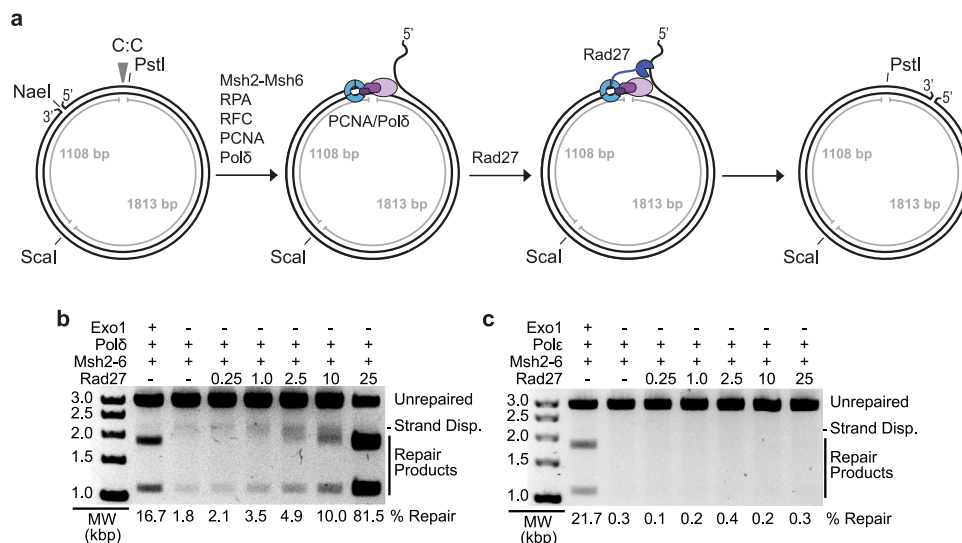 a
C:C
PstI
NaeI
5'
3'
1108 bp
1813 bp
ScaI
Msh2-Msh6
RPA
RFC
PCNA
Polδ
5'
PCNA/Polδ
1108 bp
1813 bp
ScaI
Rad27
5'
Rad27
1108 bp
1813 bp
ScaI
PstI
3'
5'
1108 bp
1813 bp
ScaI
b
Exo1 + - - - - - -
Polδ + + + + + + +
Msh2-6 + + + + + + +
Rad27 - - 0.25 1.0 2.5 10 25
3.0 Unrepaired
2.5
2.0 Strand Disp.
1.5 Repair Products
1.0
MW (kbp) 16.7 1.8 2.1 3.5 4.9 10.0 81.5 % Repair
c
Exo1 + - - - - - -
Polε + + + + + + +
Msh2-6 + + + + + + +
Rad27 - - 0.25 1.0 2.5 10 25
3.0 Unrepaired
2.5
2.0 Strand Disp.
1.5 Repair Products
1.0
MW (kbp) 21.7 0.3 0.1 0.2 0.4 0.2 0.3 % Repair